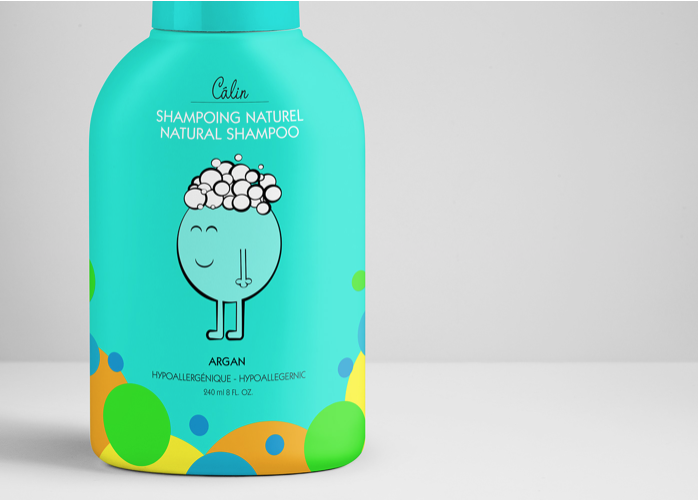 Câlin
SHAMPOING NATUREL
NATURAL SHAMPOO
ARGAN
HYPOALLERGÉNIQUE - HYPOALLEGERNIC
240 ml 8 FL. OZ.